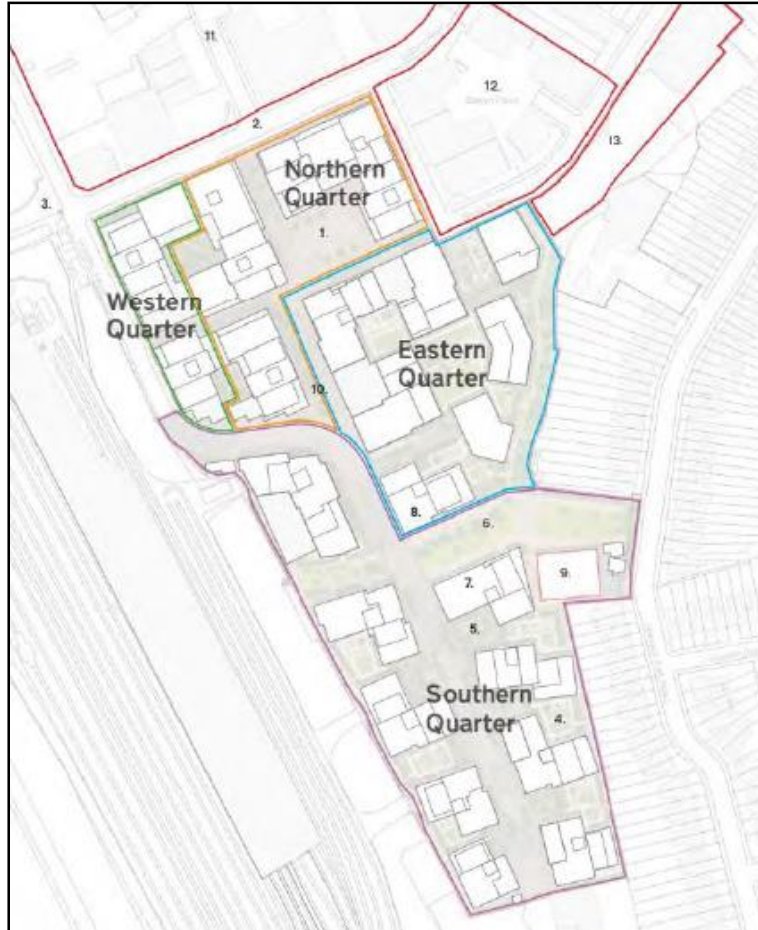 11.
12.
2.
13.
Northern
Quarter
3.
1.
Western
Quarter
Eastern
Quarter
10.
8.
6.
7.
9.
5.
Southern
Quarter
4.